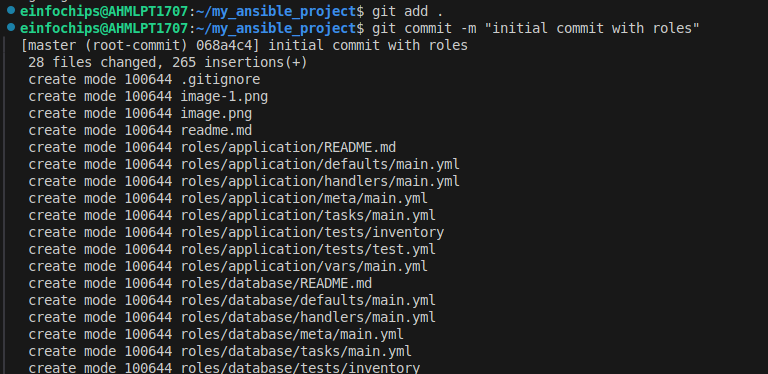 einfochips@AHMLPT1707:~/my_ansible_project$ git add .
einfochips@AHMLPT1707:~/my_ansible_project$ git commit -m "initial commit with roles"
[master (root-commit) 068a4c4] initial commit with roles
28 files changed, 265 insertions(+)
create mode 100644 .gitignore
create mode 100644 image-1.png
create mode 100644 image.png
create mode 100644 readme.md
create mode 100644 roles/application/README.md
create mode 100644 roles/application/defaults/main.yml
create mode 100644 roles/application/handlers/main.yml
create mode 100644 roles/application/meta/main.yml
create mode 100644 roles/application/tasks/main.yml
create mode 100644 roles/application/tests/inventory
create mode 100644 roles/application/tests/test.yml
create mode 100644 roles/application/vars/main.yml
create mode 100644 roles/database/README.md
create mode 100644 roles/database/defaults/main.yml
create mode 100644 roles/database/handlers/main.yml
create mode 100644 roles/database/meta/main.yml
create mode 100644 roles/database/tasks/main.yml
create mode 100644 roles/database/tests/inventory